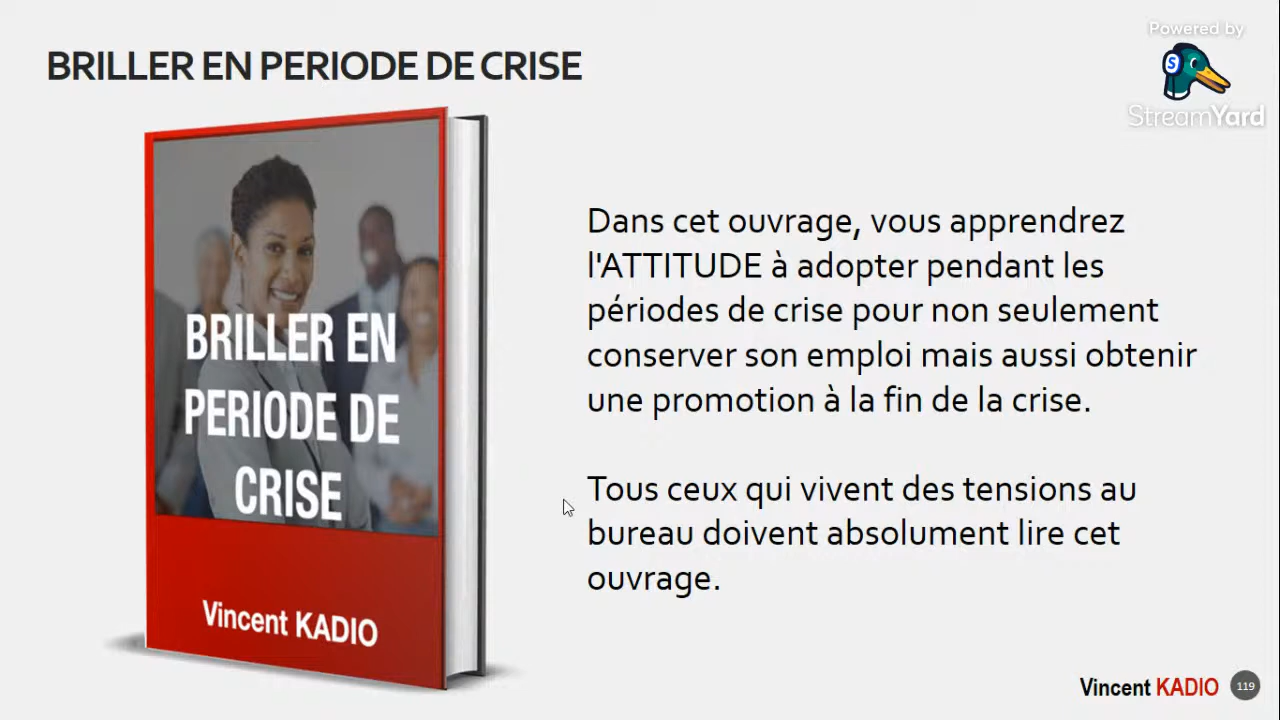 BRILLER EN PERIODE DE CRISE
Powered by
S
StreamYard
BRILLER EN
PERIODE DE
CRISE
Vincent KADIO
Dans cet ouvrage, vous apprendrez
l'ATTITUDE à adopter pendant les
périodes de crise pour non seulement
conserver son emploi mais aussi obtenir
une promotion à la fin de la crise.
Tous ceux qui vivent des tensions au
bureau doivent absolument lire cet
ouvrage.
Vincent KADIO 119